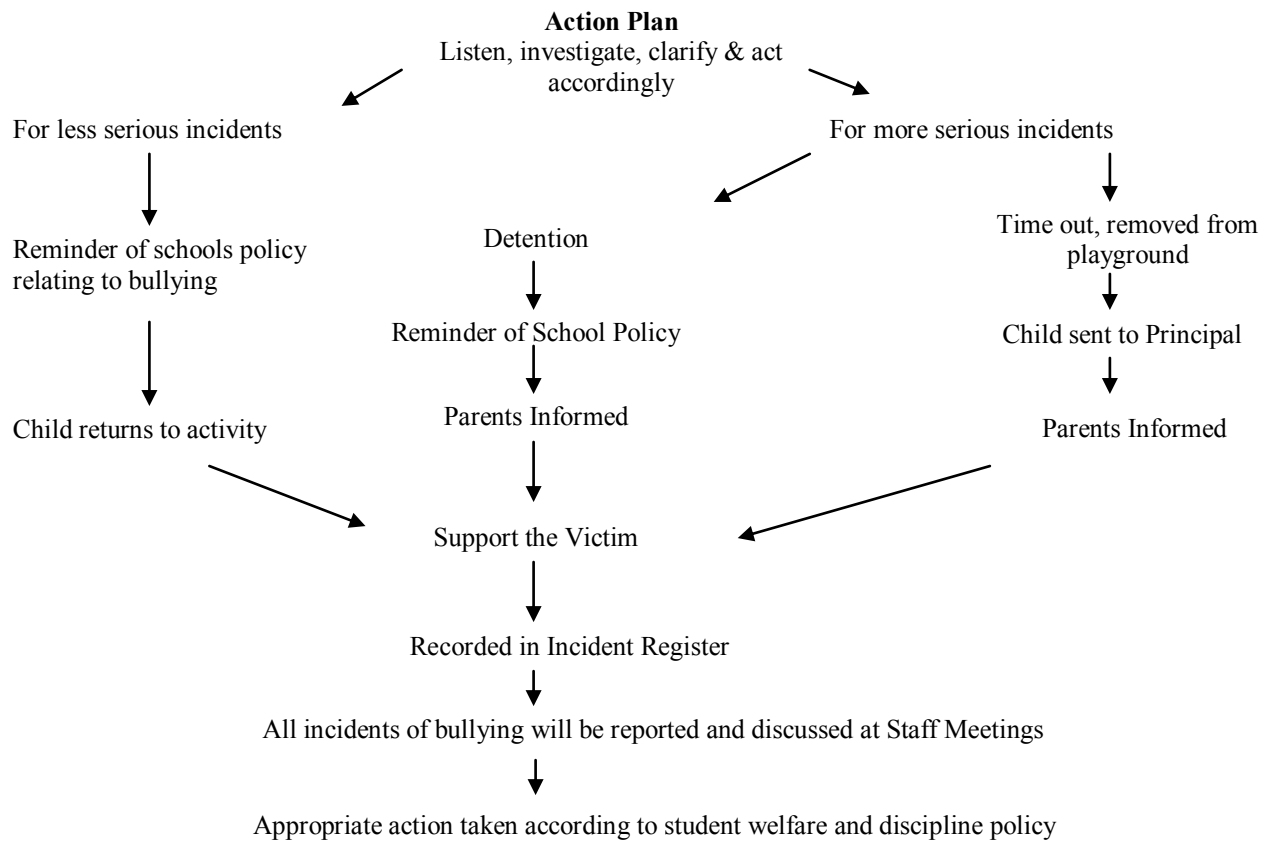 Action Plan
Listen, investigate, clarify & act
accordingly
For less serious incidents
For more serious incidents
Reminder of schools policy
relating to bullying
Detention
Time out, removed from
playground
Reminder of School Policy
Child sent to Principal
Child returns to activity
Parents Informed
Parents Informed
Support the Victim
Recorded in Incident Register
All incidents of bullying will be reported and discussed at Staff Meetings
Appropriate action taken according to student welfare and discipline policy